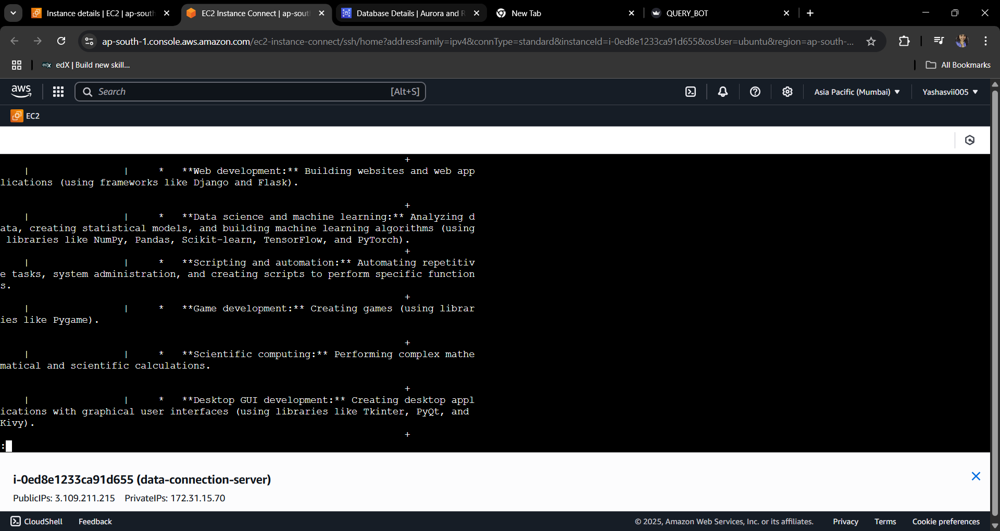 Instance details | EC2 | ap-south
EC2 Instance Connect | ap-sout
Database Details | Aurora and R
New Tab
QUERY_BOT
ap-south-1.console.aws.amazon.com/ec2-instance-connect/ssh/home?addressFamily=ipv4&connType=standard&instanceId=i-0ed8e1233ca91d655&osUser=ubuntu&region=ap-south-...
edX edX | Build new skill...
All Bookmarks
aws
Search [Alt+S]
Asia Pacific (Mumbai) ▼
Yashasvii005 ▼
EC2
+
| | * **Web development:** Building websites and web app
lications (using frameworks like Django and Flask).
+
| | * **Data science and machine learning:** Analyzing d
ata, creating statistical models, and building machine learning algorithms (using
libraries like NumPy, Pandas, Scikit-learn, TensorFlow, and PyTorch).
+
| | * **Scripting and automation:** Automating repetitiv
e tasks, system administration, and creating scripts to perform specific function
s.
+
| | * **Game development:** Creating games (using librar
ies like Pygame).
+
| | * **Scientific computing:** Performing complex mathe
matical and scientific calculations.
+
| | * **Desktop GUI development:** Creating desktop appl
ications with graphical user interfaces (using libraries like Tkinter, PyQt, and
Kivy).
+
:
i-0ed8e1233ca91d655 (data-connection-server)
PublicIPs: 3.109.211.215 PrivateIPs: 172.31.15.70
CloudShell Feedback © 2025, Amazon Web Services, Inc. or its affiliates. Privacy Terms Cookie preferences